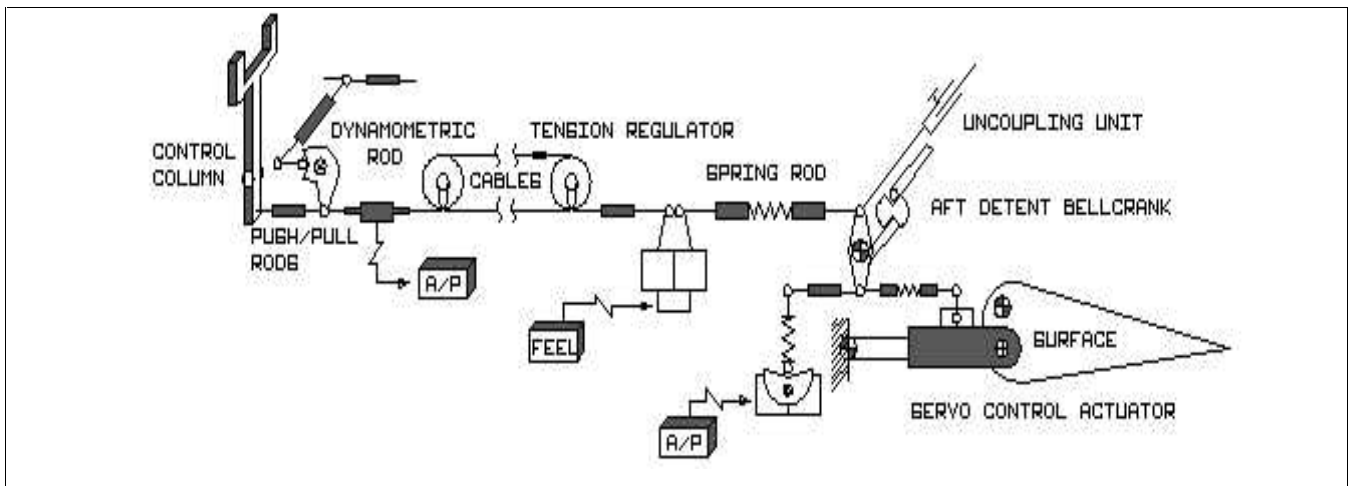 UNCOUPLING UNIT
DYNAMOMETRIC
ROD
TENSION REGULATOR
CONTROL
COLUMN
CABLES
SPRING ROD
AFT DETENT BELLCRANK
PUSH/PULL
RODS
A/P
FEEL
SURFACE
A/P
SERVO CONTROL ACTUATOR